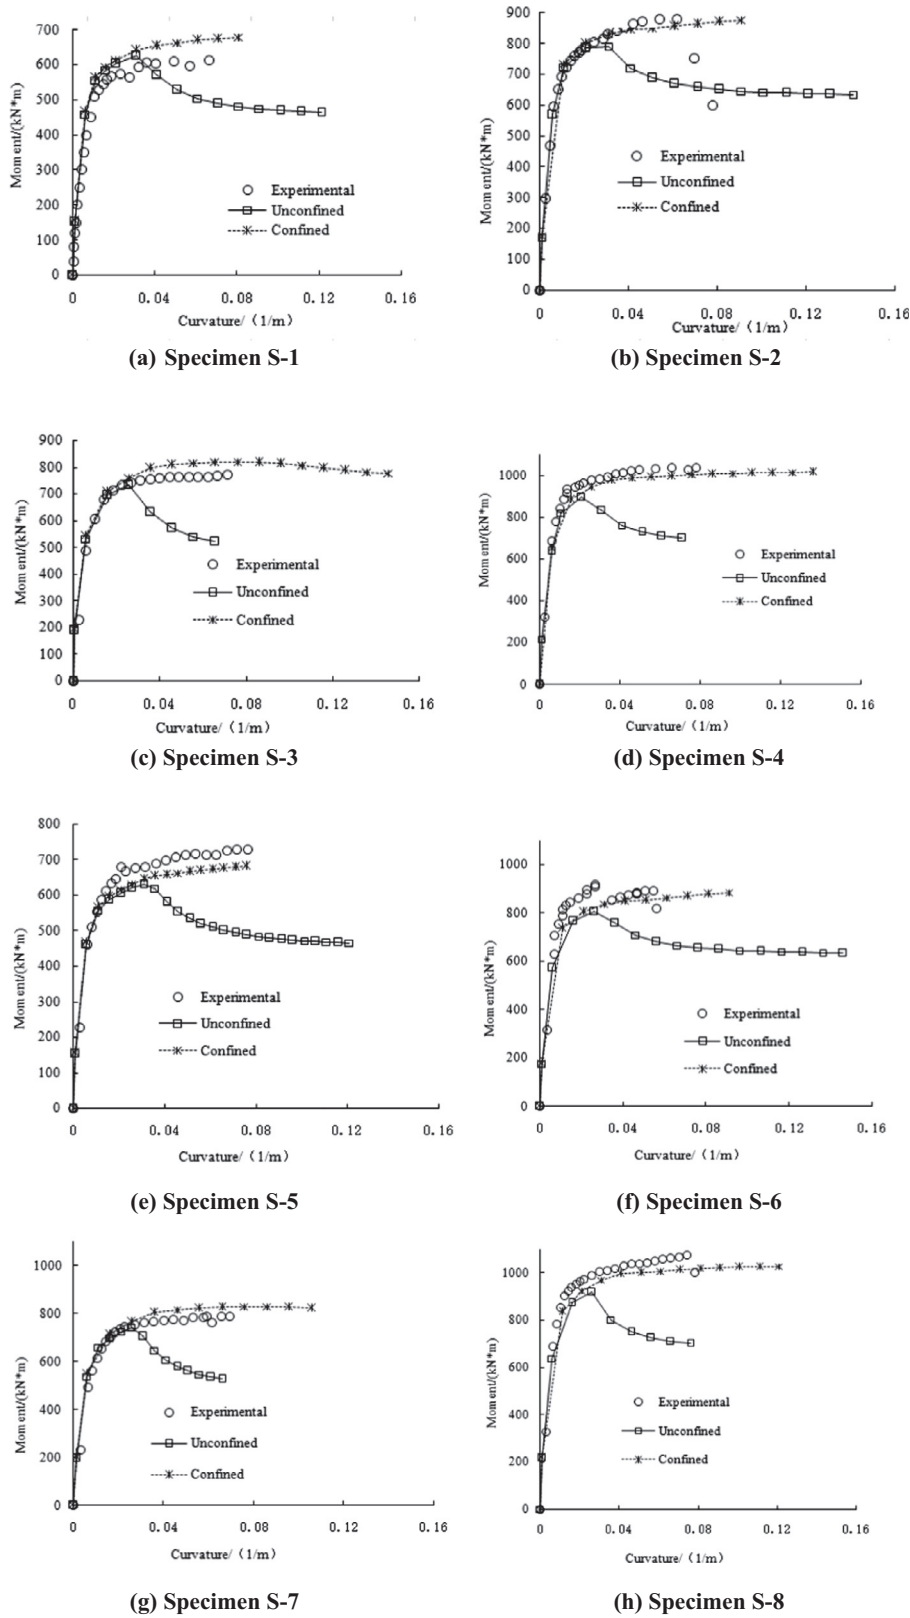 700
600
500
400
300
200
100
0
Moment/(kN*m)
Experimental
Unconfined
Confined
0 0.04 0.08 0.12 0.16
Curvature/ (1/m)
(a) Specimen S-1
900
800
700
600
500
400
300
200
100
0
Moment/(kN*m)
Experimental
Unconfined
Confined
0 0.04 0.08 0.12 0.16
Curvature/ (1/m)
(b) Specimen S-2
900
800
700
600
500
400
300
200
100
0
Moment/(kN*m)
Experimental
Unconfined
Confined
0 0.04 0.08 0.12 0.16
Curvature/ (1/m)
(c) Specimen S-3
1000
800
600
400
200
0
Moment/(kN*m)
Experimental
Unconfined
Confined
0 0.04 0.08 0.12 0.16
Curvature/ (1/m)
(d) Specimen S-4
800
700
600
500
400
300
200
100
0
Moment/(kN*m)
Experimental
Unconfined
Confined
0 0.04 0.08 0.12 0.16
Curvature/ (1/m)
(e) Specimen S-5
1000
800
600
400
200
0
Moment/(kN*m)
Experimental
Unconfined
Confined
0 0.04 0.08 0.12 0.16
Curvature/ (1/m)
(f) Specimen S-6
1000
800
600
400
200
0
Moment/(kN*m)
Experimental
Unconfined
Confined
0 0.04 0.08 0.12 0.16
Curvature/ (1/m)
(g) Specimen S-7
1000
800
600
400
200
0
Moment/(kN*m)
Experimental
Unconfined
Confined
0 0.04 0.08 0.12 0.16
Curvature/ (1/m)
(h) Specimen S-8